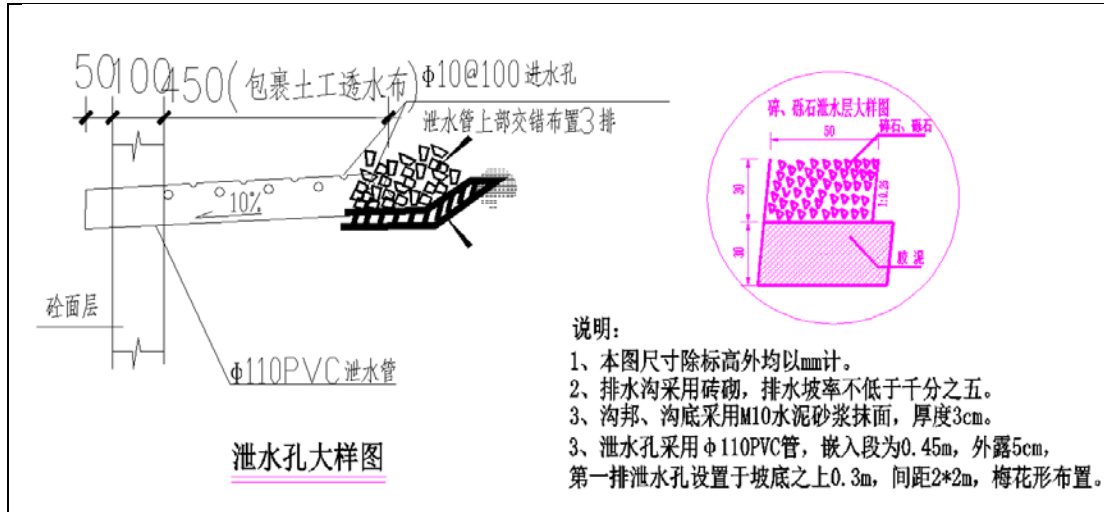 50 100 450(包裹土工透水布)
Φ10@100进水孔
泄水管上部交错布置3排
10%
砼面层
Φ110PVC泄水管
泄水孔大样图
碎、砾石泄水层大样图
50
碎石、砾石
30
1:0.25
30
胶泥
说明:
1、本图尺寸除标高外均以mm计。
2、排水沟采用砖砌,排水坡率不低于千分之五。
3、沟邦、沟底采用M10水泥砂浆抹面,厚度3cm。
3、泄水孔采用φ110PVC管,嵌入段为0.45m,外露5cm,
第一排泄水孔设置于坡底之上0.3m,间距2*2m,梅花形布置。